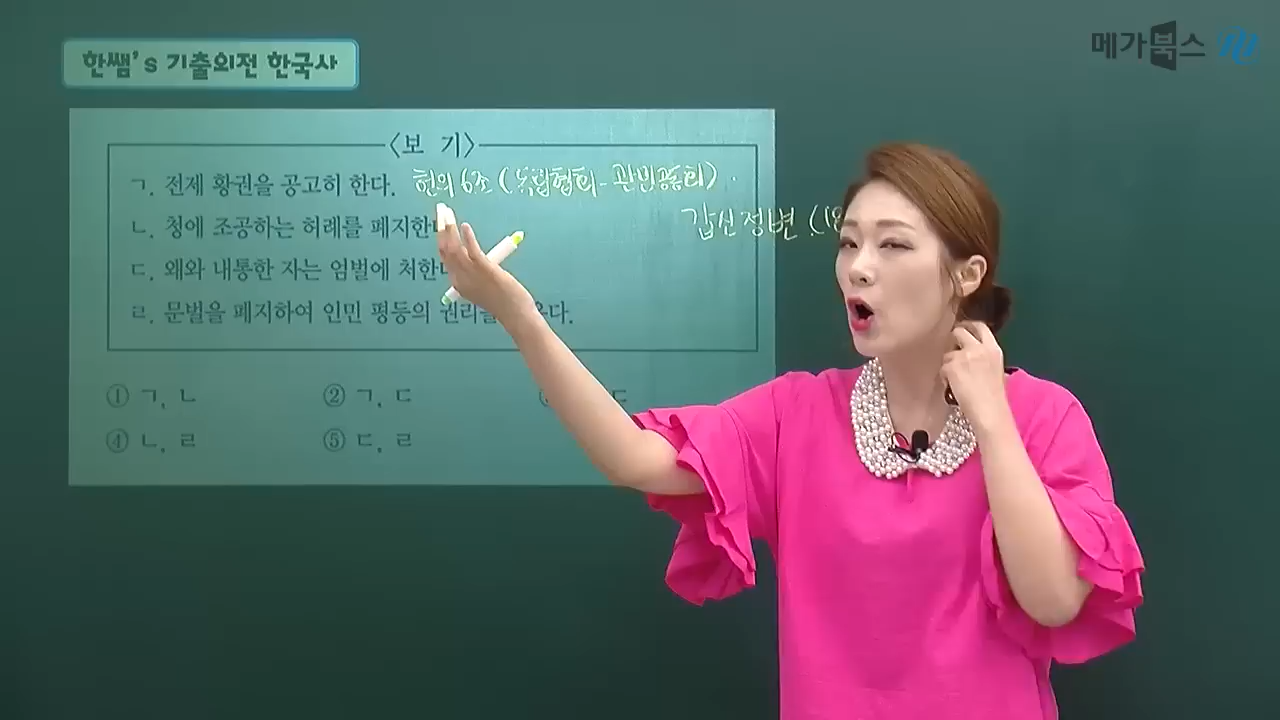 한쌤's 기출의전 한국사
메가북스 M
<보 기>
ㄱ. 전제 황권을 공고히 한다. 헌의 6조 (독립협회 - 관민공동회)
갑신정변 (18
ㄴ. 청에 조공하는 허례를 폐지한
ㄷ. 왜와 내통한 자는 엄벌에 처한
ㄹ. 문벌을 폐지하여 인민 평등의 권리를 다.
① ㄱ, ㄴ ② ㄱ, ㄷ ㄷ
④ ㄴ, ㄹ ⑤ ㄷ, ㄹ